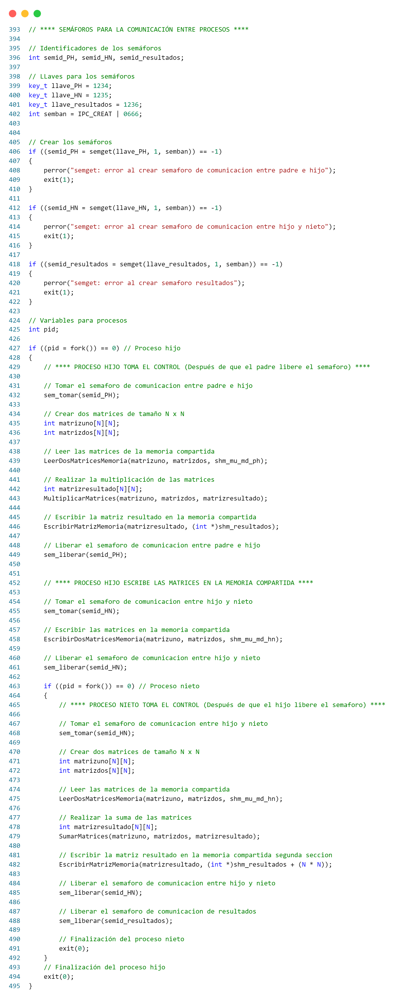 393 // **** SEMÁFOROS PARA LA COMUNICACIÓN ENTRE PROCESOS ****
394
395 // Identificadores de los semáforos
396 int semid_PH, semid_HN, semid_resultados;
397
398 // LLaves para los semáforos
399 key_t llave_PH = 1234;
400 key_t llave_HN = 1235;
401 key_t llave_resultados = 1236;
402 int semban = IPC_CREAT | 0666;
403
404
405 // Crear los semáforos
406 if ((semid_PH = semget(llave_PH, 1, semban)) == -1)
407 {
408     perror("semget: error al crear semaforo de comunicacion entre padre e hijo");
409     exit(1);
410 }
411
412 if ((semid_HN = semget(llave_HN, 1, semban)) == -1)
413 {
414     perror("semget: error al crear semaforo de comunicacion entre hijo y nieto");
415     exit(1);
416 }
417
418 if ((semid_resultados = semget(llave_resultados, 1, semban)) == -1)
419 {
420     perror("semget: error al crear semaforo resultados");
421     exit(1);
422 }
423
424 // Variables para procesos
425 int pid;
426
427 if ((pid = fork()) == 0) // Proceso hijo
428 {
429     // **** PROCESO HIJO TOMA EL CONTROL (Después de que el padre libere el semaforo) ****
430
431     // Tomar el semaforo de comunicacion entre padre e hijo
432     sem_tomar(semid_PH);
433
434     // Crear dos matrices de tamaño N x N
435     int matrizuno[N][N];
436     int matrizdos[N][N];
437
438     // Leer las matrices de la memoria compartida
439     LeerDosMatricesMemoria(matrizuno, matrizdos, shm_mu_md_ph);
440
441     // Realizar la multiplicación de las matrices
442     int matrizresultado[N][N];
443     MultiplicarMatrices(matrizuno, matrizdos, matrizresultado);
444
445     // Escribir la matriz resultado en la memoria compartida
446     EscribirMatrizMemoria(matrizresultado, (int *)shm_resultados);
447
448     // Liberar el semaforo de comunicacion entre padre e hijo
449     sem_liberar(semid_PH);
450
451
452     // **** PROCESO HIJO ESCRIBE LAS MATRICES EN LA MEMORIA COMPARTIDA ****
453
454     // Tomar el semaforo de comunicacion entre hijo y nieto
455     sem_tomar(semid_HN);
456
457     // Escribir las matrices en la memoria compartida
458     EscribirDosMatricesMemoria(matrizuno, matrizdos, shm_mu_md_hn);
459
460     // Liberar el semaforo de comunicacion entre hijo y nieto
461     sem_liberar(semid_HN);
462
463     if ((pid = fork()) == 0) // Proceso nieto
464     {
465         // **** PROCESO NIETO TOMA EL CONTROL (Después de que el hijo libere el semaforo) ****
466
467         // Tomar el semaforo de comunicacion entre hijo y nieto
468         sem_tomar(semid_HN);
469
470         // Crear dos matrices de tamaño N x N
471         int matrizuno[N][N];
472         int matrizdos[N][N];
473
474         // Leer las matrices de la memoria compartida
475         LeerDosMatricesMemoria(matrizuno, matrizdos, shm_mu_md_hn);
476
477         // Realizar la suma de las matrices
478         int matrizresultado[N][N];
479         SumarMatrices(matrizuno, matrizdos, matrizresultado);
480
481         // Escribir la matriz resultado en la memoria compartida segunda seccion
482         EscribirMatrizMemoria(matrizresultado, (int *)shm_resultados + (N * N));
483
484         // Liberar el semaforo de comunicacion entre hijo y nieto
485         sem_liberar(semid_HN);
486
487         // Liberar el semaforo de comunicacion de resultados
488         sem_liberar(semid_resultados);
489
490         // Finalización del proceso nieto
491         exit(0);
492     }
493     // Finalización del proceso hijo
494     exit(0);
495 }